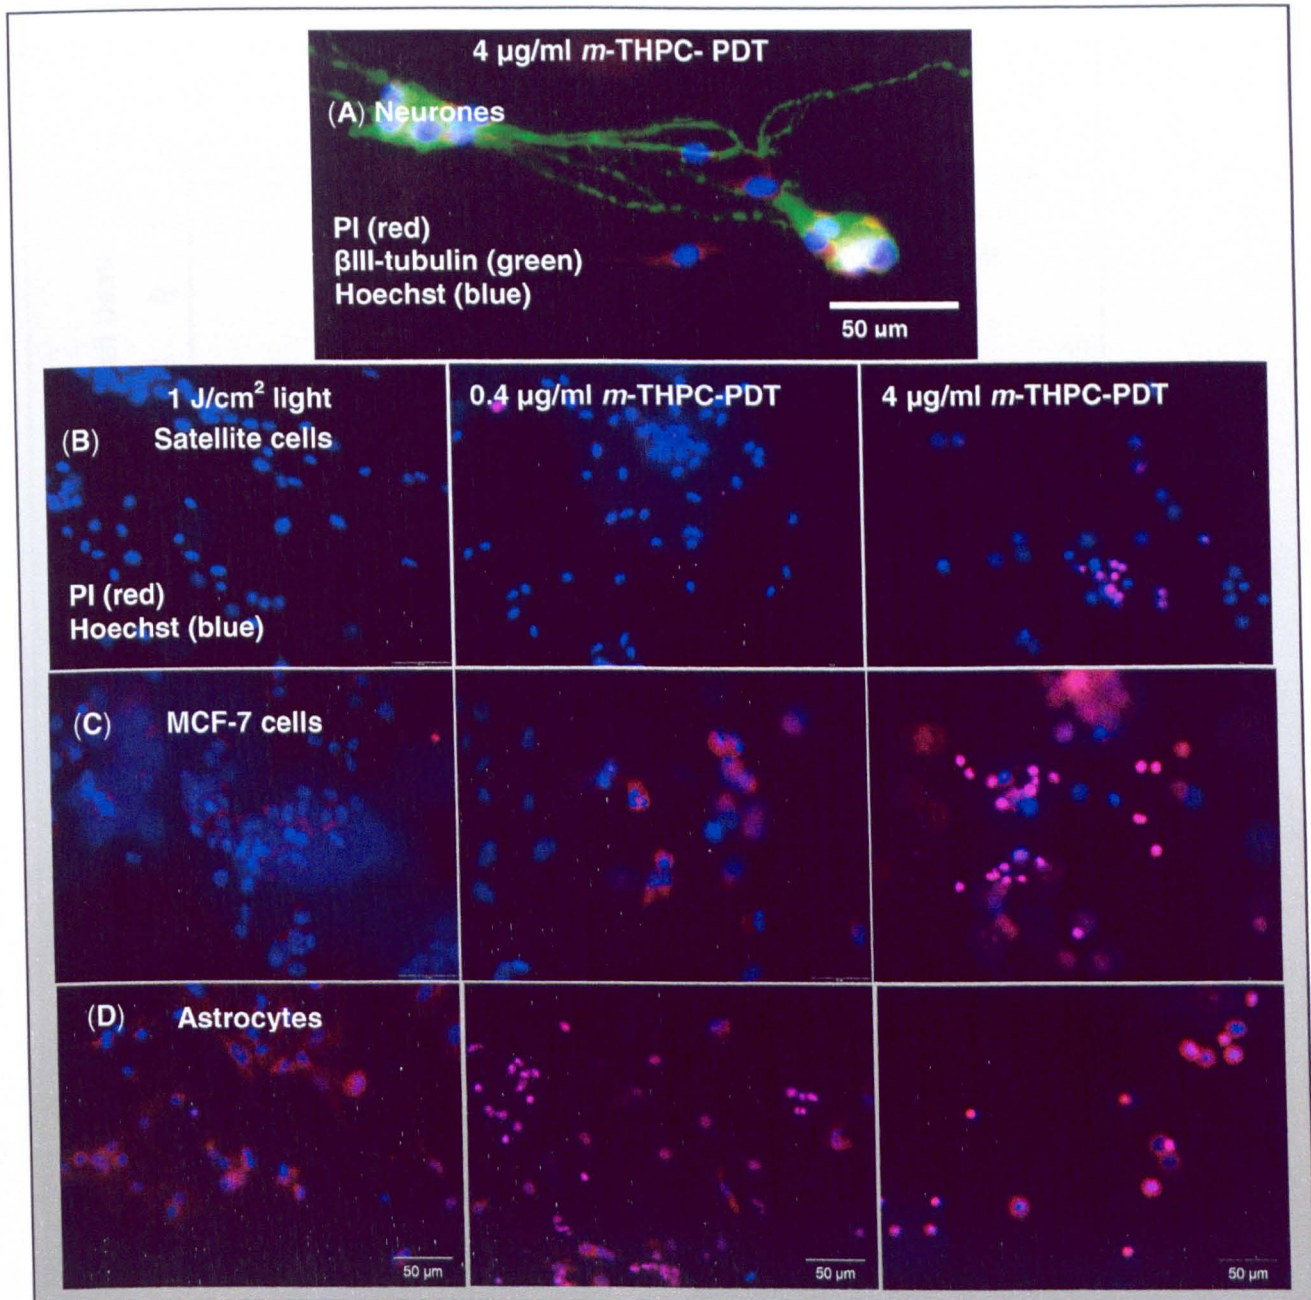 4 µg/ml m-THPC- PDT
(A) Neurones
PI (red)
βIII-tubulin (green)
Hoechst (blue)
50 µm
1 J/cm² light
0.4 µg/ml m-THPC-PDT
4 µg/ml m-THPC-PDT
(B) Satellite cells
PI (red)
Hoechst (blue)
(C) MCF-7 cells
(D) Astrocytes
50 µm
50 µm
50 µm